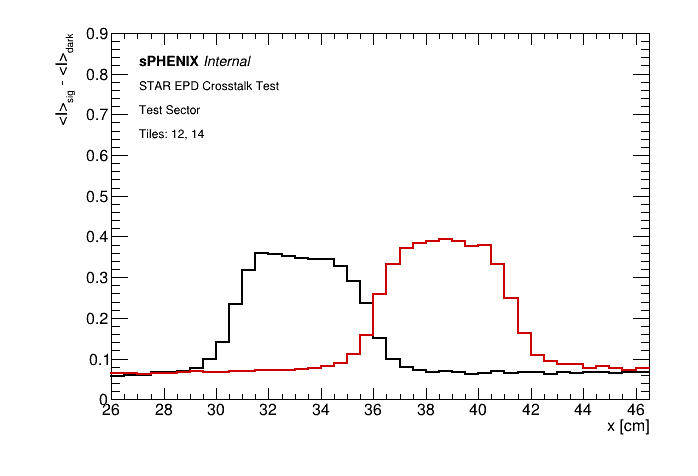 <I>sig - <I>dark
0.9
0.8
0.7
0.6
0.5
0.4
0.3
0.2
0.1
0
sPHENIX Internal
STAR EPD Crosstalk Test
Test Sector
Tiles: 12, 14
26 28 30 32 34 36 38 40 42 44 46
x [cm]